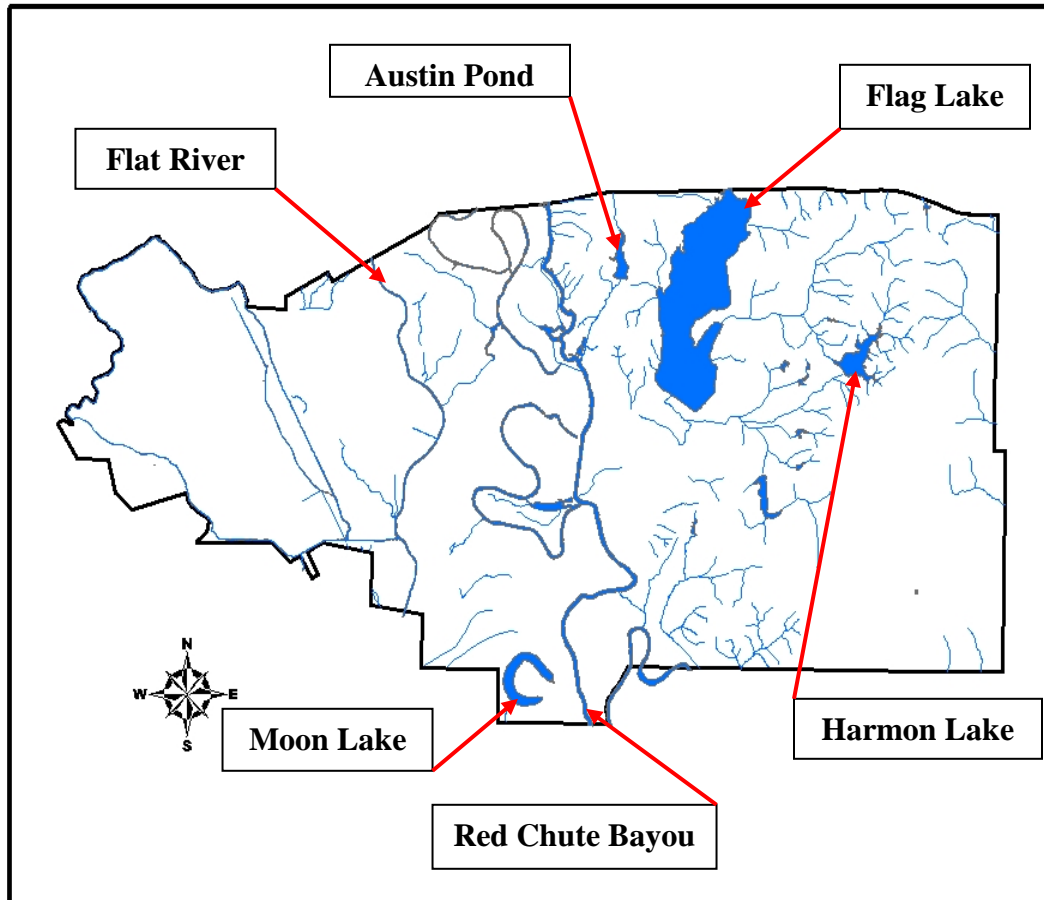 Austin Pond
Flag Lake
Flat River
N
W E
S
Moon Lake
Harmon Lake
Red Chute Bayou